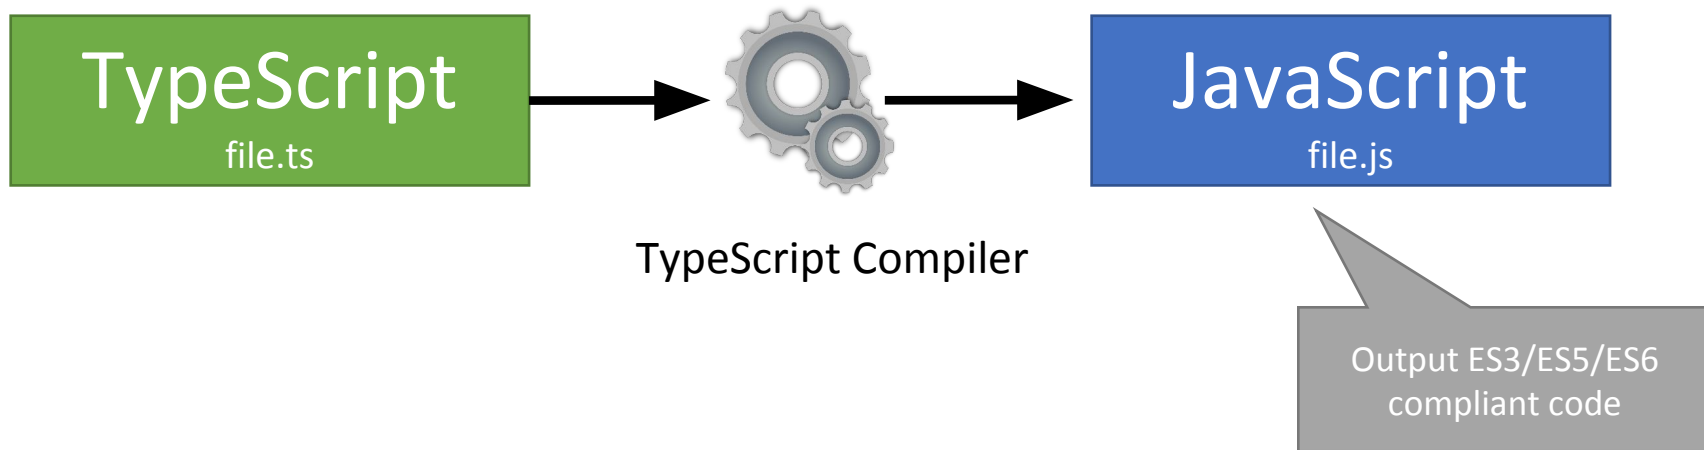 TypeScript
file.ts
TypeScript Compiler
JavaScript
file.js
Output ES3/ES5/ES6
compliant code